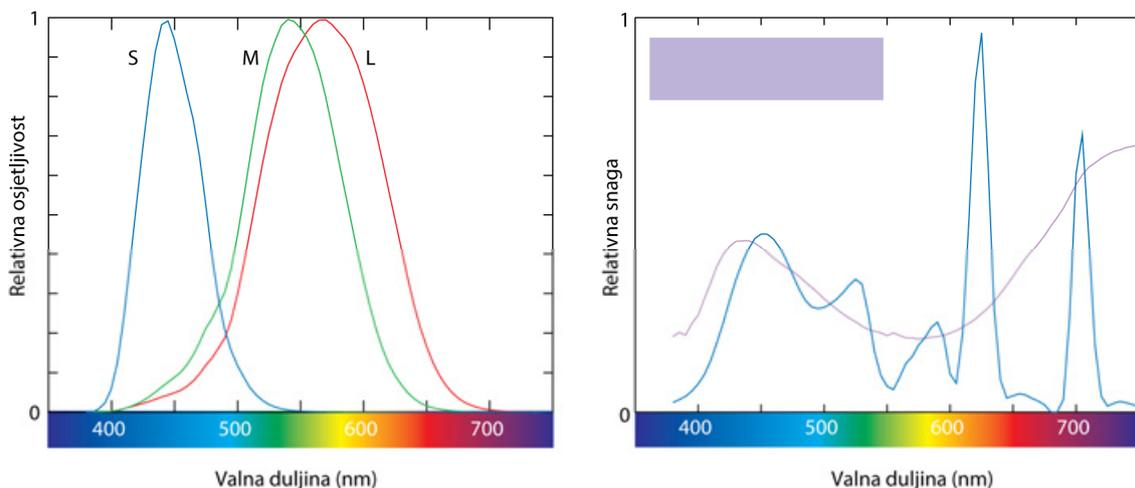 1
S
M
L
Relativna osjetljivost
0
400 500 600 700
Valna duljina (nm)
1
Relativna snaga
0
400 500 600 700
Valna duljina (nm)